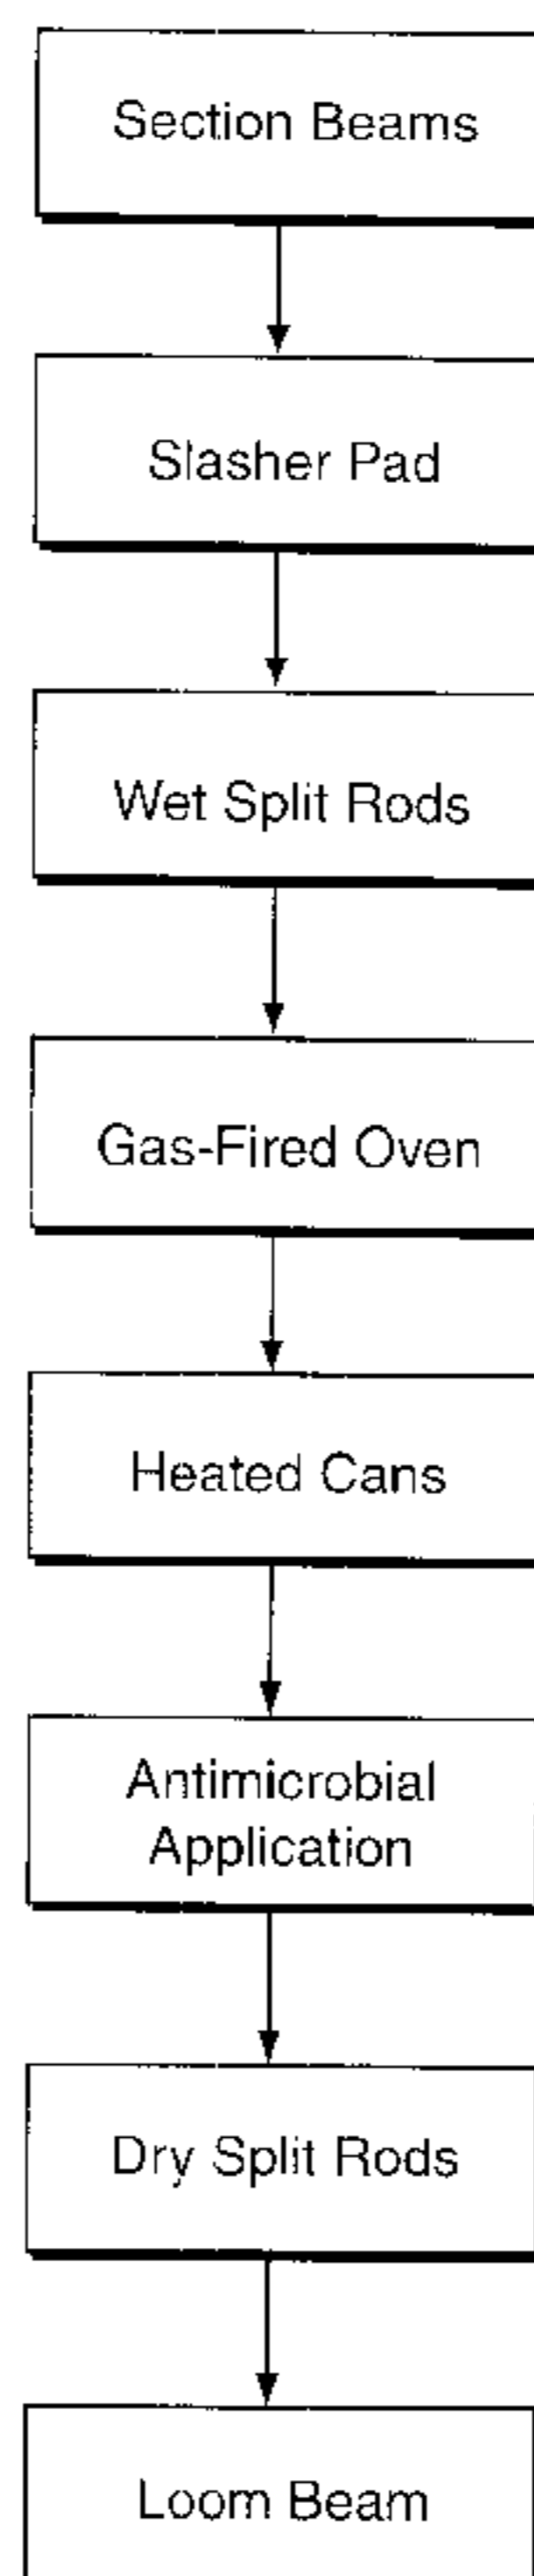 Section Beams
Slasher Pad
Wet Split Rods
Gas-Fired Oven
Heated Cans
Antimicrobial
Application
Dry Split Rods
Loom Beam